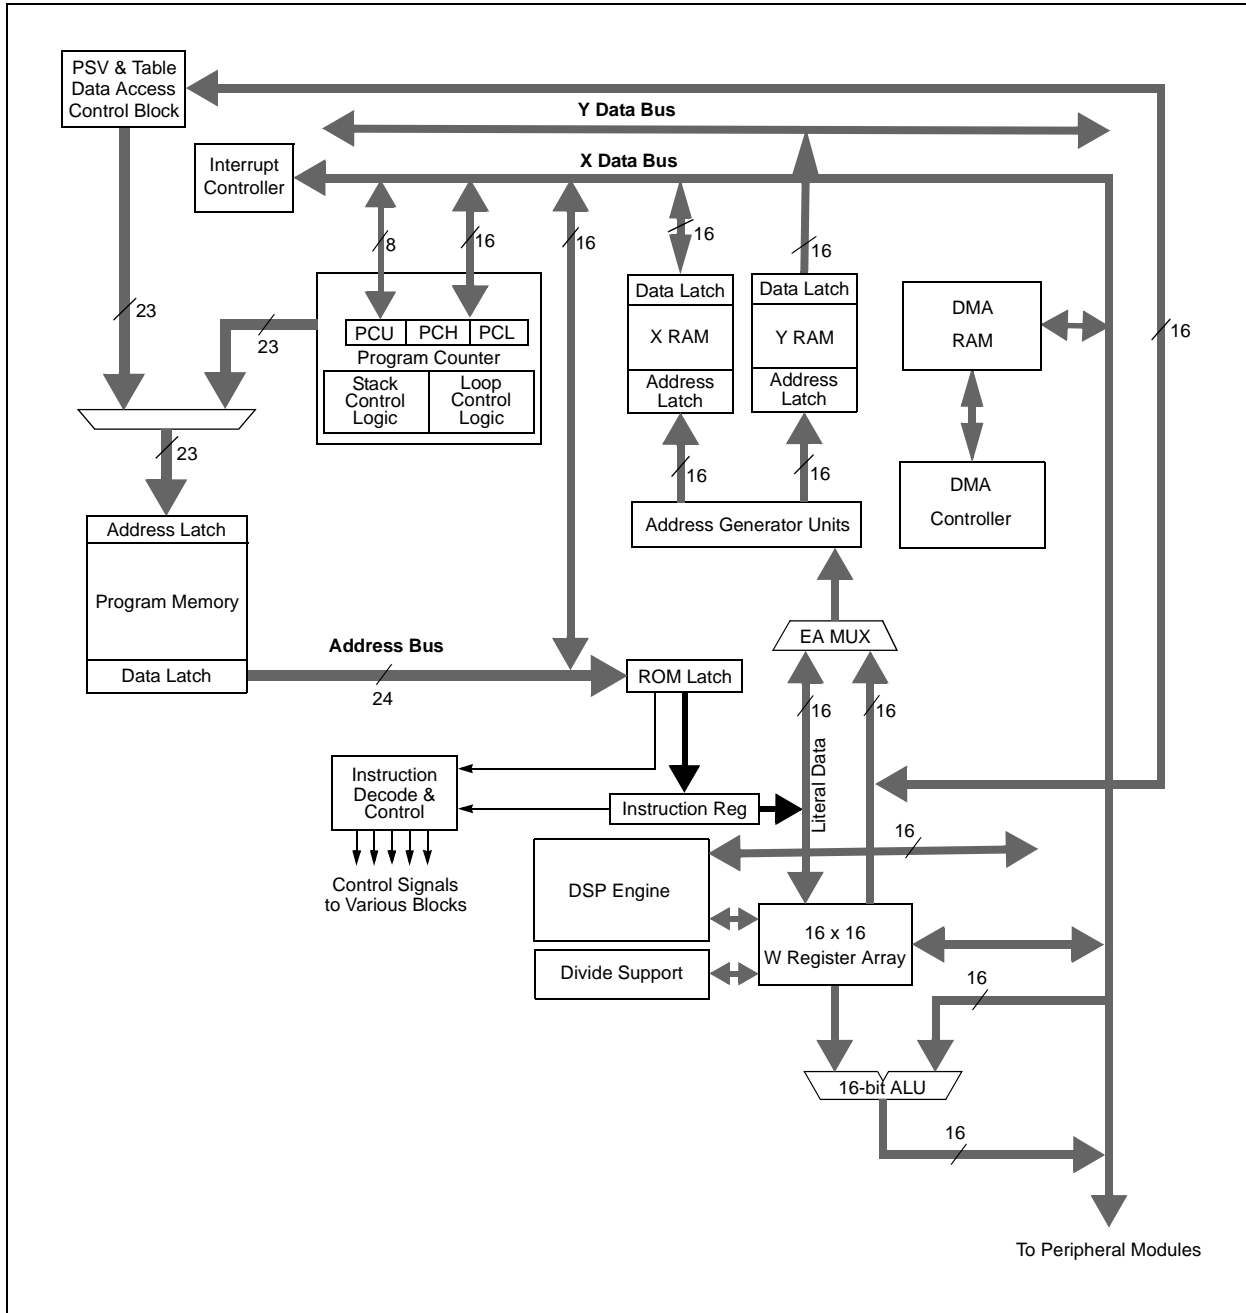 PSV & Table
Data Access
Control Block
Y Data Bus
X Data Bus
Interrupt
Controller
8
16
16
16
16
23
23
16
PCU
PCH
PCL
Program Counter
Stack
Control
Logic
Loop
Control
Logic
Data Latch
X RAM
Address
Latch
Data Latch
Y RAM
Address
Latch
DMA
RAM
23
16
16
DMA
Controller
Address Generator Units
Address Latch
Program Memory
Data Latch
Address Bus
24
ROM Latch
EA MUX
16
16
Literal Data
Instruction
Decode &
Control
Instruction Reg
Control Signals
to Various Blocks
16
DSP Engine
16 x 16
W Register Array
Divide Support
16
16-bit ALU
16
To Peripheral Modules